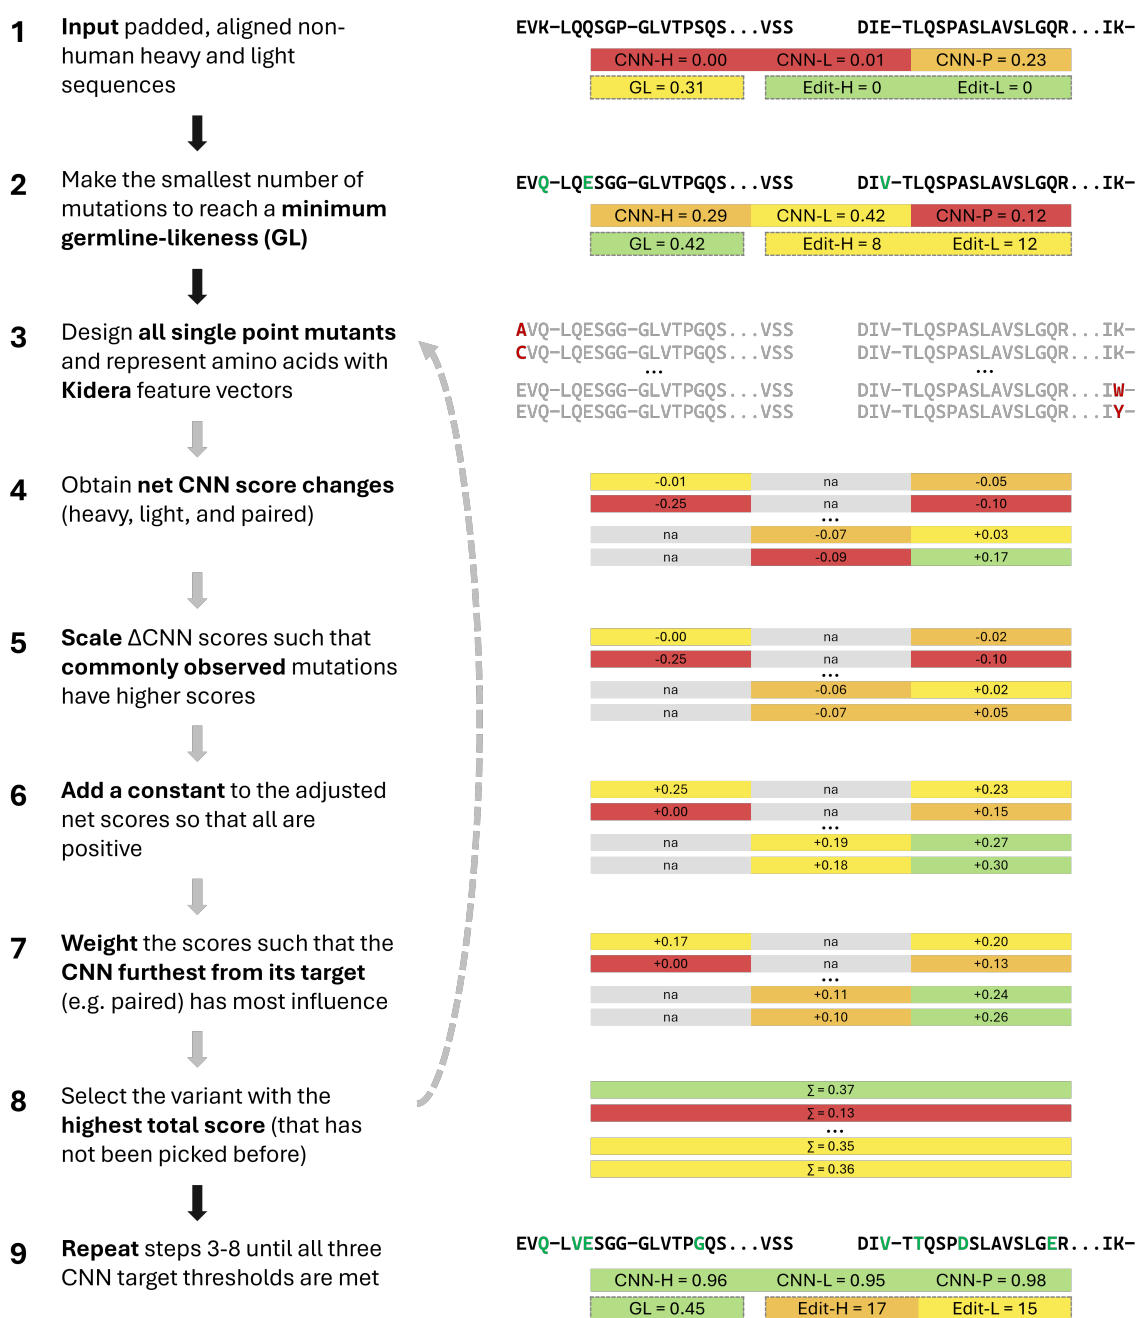 1
Input padded, aligned non-
human heavy and light
sequences
EVK–LQQSGP–GLVTPSQS...VSS DIE–TLQSPASLAVSLGQR...IK–
CNN-H = 0.00 CNN-L = 0.01 CNN-P = 0.23
GL = 0.31 Edit-H = 0 Edit-L = 0
2
Make the smallest number of
mutations to reach a minimum
germline-likeness (GL)
EVQ–LQESGG–GLVTPGQS...VSS DIV–TLQSPASLAVSLGQR...IK–
CNN-H = 0.29 CNN-L = 0.42 CNN-P = 0.12
GL = 0.42 Edit-H = 8 Edit-L = 12
3
Design all single point mutants
and represent amino acids with
Kidera feature vectors
AVQ–LQESGG–GLVTPGQS...VSS DIV–TLQSPASLAVSLGQR...IK–
CVQ–LQESGG–GLVTPGQS...VSS DIV–TLQSPASLAVSLGQR...IK–
... ...
EVQ–LQESGG–GLVTPGQS...VSS DIV–TLQSPASLAVSLGQR...IW–
EVQ–LQESGG–GLVTPGQS...VSS DIV–TLQSPASLAVSLGQR...IY–
4
Obtain net CNN score changes
(heavy, light, and paired)
-0.01 na -0.05
-0.25 na -0.10
...
na -0.07 +0.03
na -0.09 +0.17
5
Scale ΔCNN scores such that
commonly observed mutations
have higher scores
-0.00 na -0.02
-0.25 na -0.10
...
na -0.06 +0.02
na -0.07 +0.05
6
Add a constant to the adjusted
net scores so that all are
positive
+0.25 na +0.23
+0.00 na +0.15
...
na +0.19 +0.27
na +0.18 +0.30
7
Weight the scores such that the
CNN furthest from its target
(e.g. paired) has most influence
+0.17 na +0.20
+0.00 na +0.13
...
na +0.11 +0.24
na +0.10 +0.26
8
Select the variant with the
highest total score (that has
not been picked before)
∑ = 0.37
∑ = 0.13
...
∑ = 0.35
∑ = 0.36
9
Repeat steps 3-8 until all three
CNN target thresholds are met
EVQ–LVESGG–GLVTPGQS...VSS DIV–TTQSPDSLAVSLGER...IK–
CNN-H = 0.96 CNN-L = 0.95 CNN-P = 0.98
GL = 0.45 Edit-H = 17 Edit-L = 15